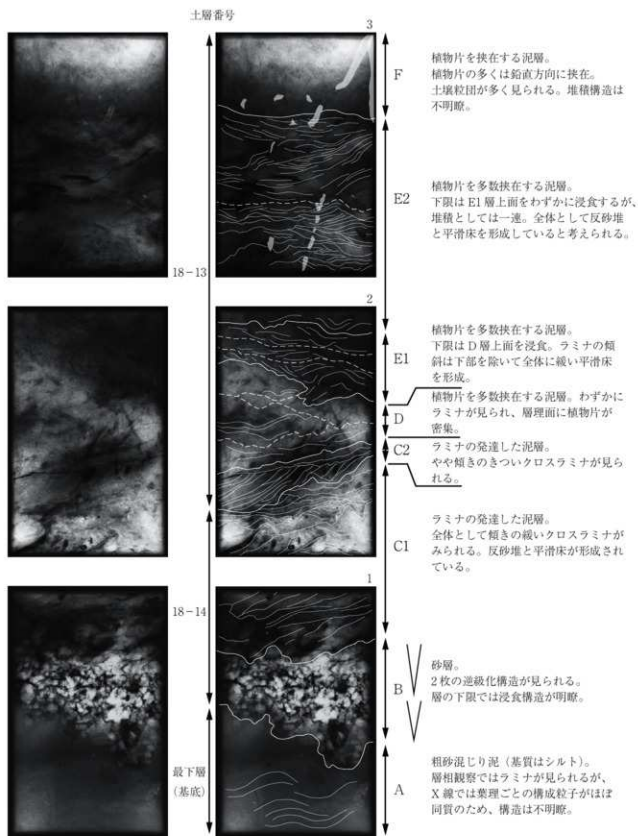 土層番号
3
F
植物片を挟在する泥層。
植物片の多くは鉛直方向に挟在。
土壌粒団が多く見られる。堆積構造は
不明瞭。
E2
植物片を多数挟在する泥層。
下限は E1 層上面をわずかに浸食するが、
堆積としては一連。全体として反砂堆
と平滑床を形成していると考えられる。
18－13
2
E1
植物片を多数挟在する泥層。
下限は D 層上面を浸食。ラミナの傾
斜は下部を除いて全体に緩い平滑床
を形成。
D
植物片を多数挟在する泥層。わずかに
ラミナが見られ、層理面に植物片が
密集。
C2
ラミナの発達した泥層。
やや傾きのきついクロスラミナが見ら
れる。
C1
ラミナの発達した泥層。
全体として傾きの緩いクロスラミナが
みられる。反砂堆と平滑床が形成され
ている。
1
18－14
B
砂層。
2 枚の逆級化構造が見られる。
層の下限では浸食構造が明瞭。
最下層
（基底）
A
粗砂混じり泥（基質はシルト）。
層相観察ではラミナが見られるが、
X 線では葉理ごとの構成粒子がほぼ
同質のため、構造は不明瞭。